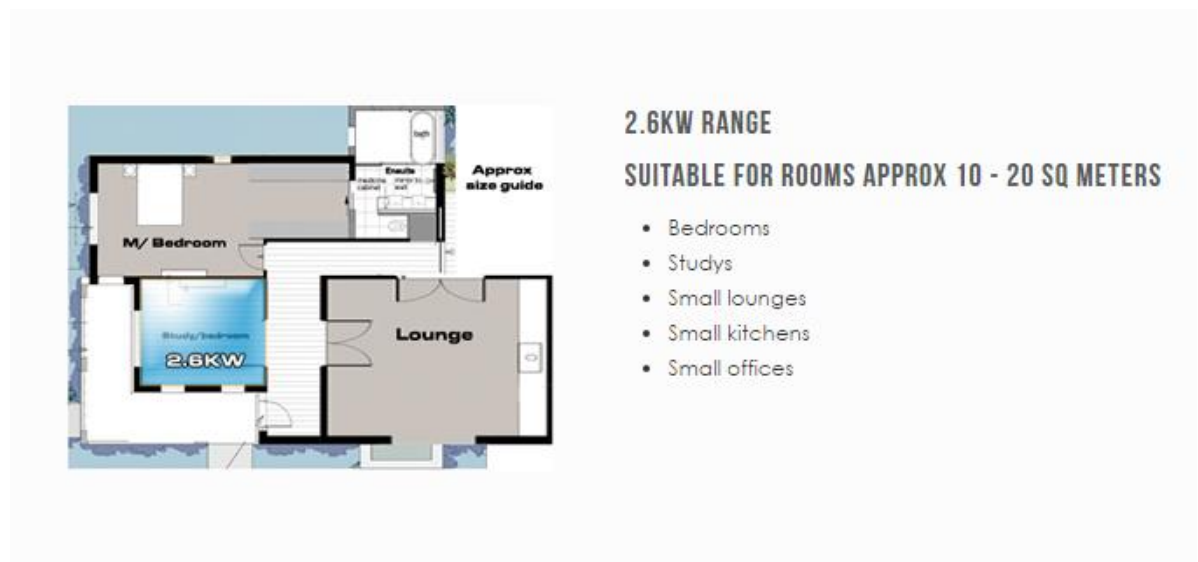 2.6KW RANGE
SUITABLE FOR ROOMS APPROX 10 - 20 SQ METERS
• Bedrooms
• Studys
• Small lounges
• Small kitchens
• Small offices
bath
Approx
size guide
Ensuite
medicine
cabinet
M/ Bedroom
Study/bedroom
2.6KW
Lounge